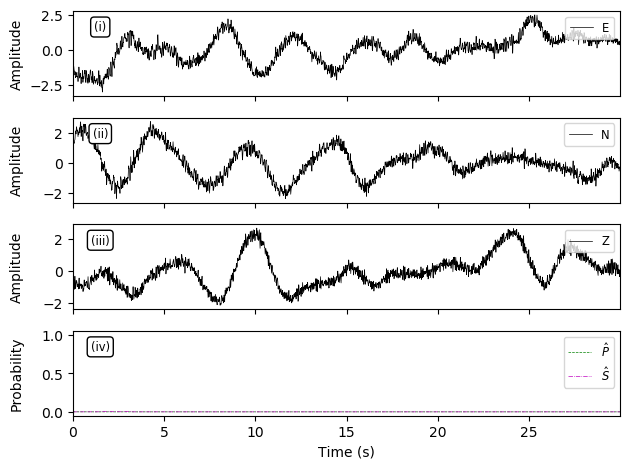 2.5
0.0
−2.5
Amplitude
(i)
E
2
0
−2
Amplitude
(ii)
N
2
0
−2
Amplitude
(iii)
Z
1.0
0.5
0.0
Probability
(iv)
P̂
Ŝ
0 5 10 15 20 25
Time (s)